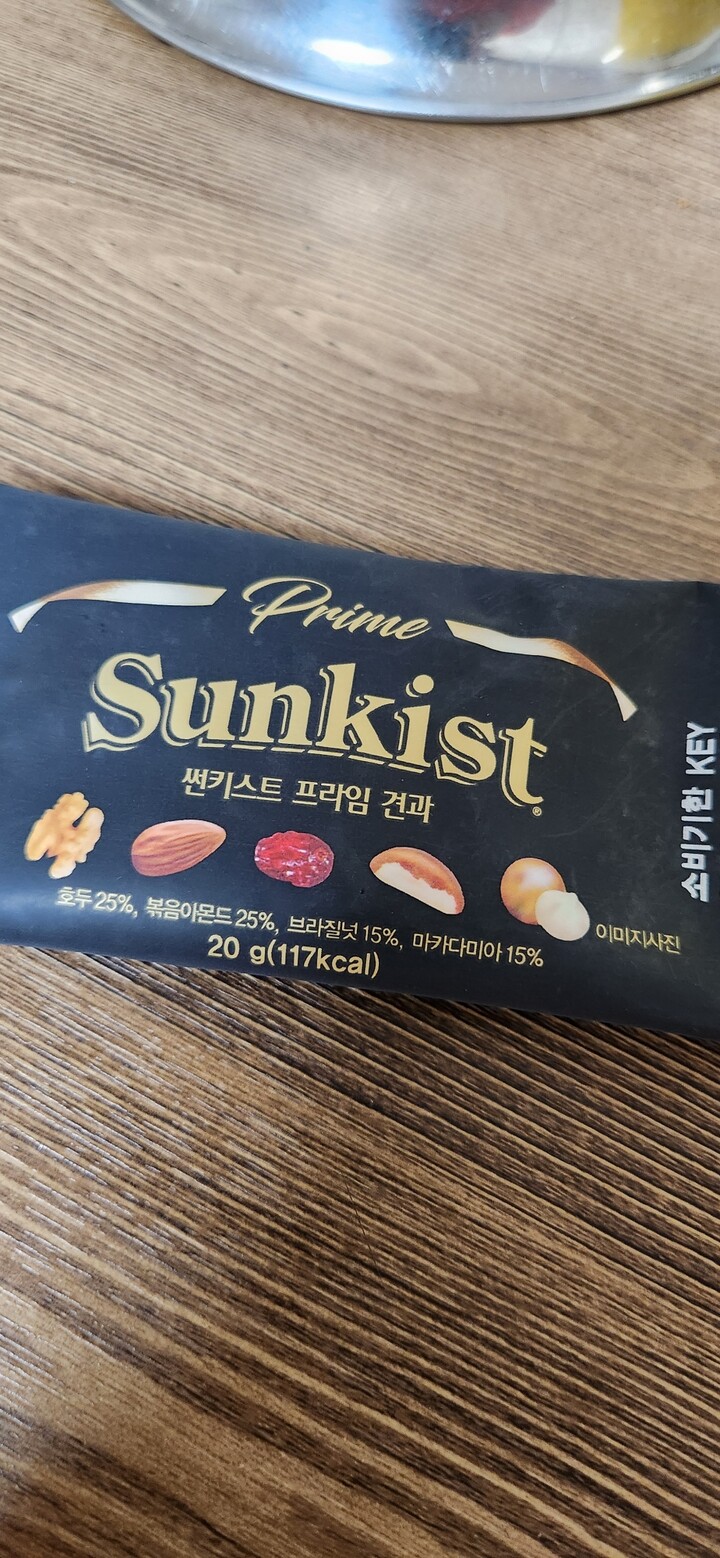 Prime
Sunkist®
썬키스트 프라임 견과
호두 25%, 볶음아몬드 25%, 브라질넛 15%, 마카다미아 15%
이미지사진
20 g(117kcal)
소비기한 KEY